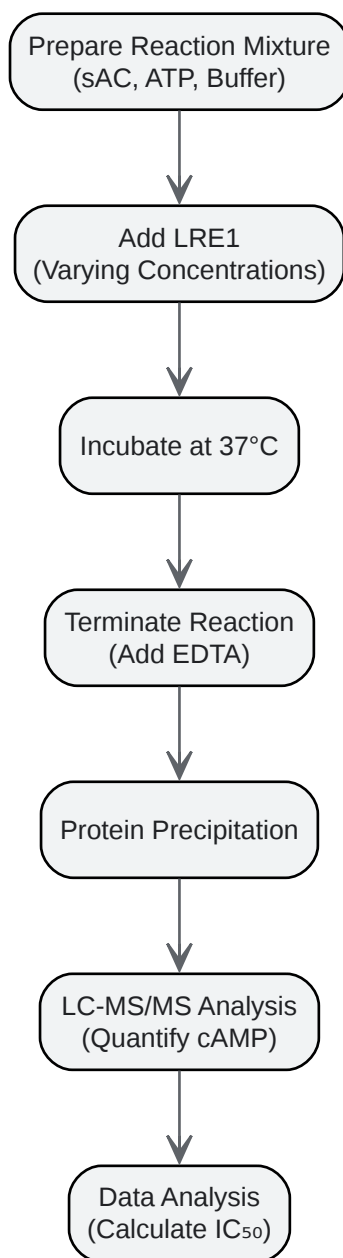 Prepare Reaction Mixture
(sAC, ATP, Buffer)
Add LRE1
(Varying Concentrations)
Incubate at 37°C
Terminate Reaction
(Add EDTA)
Protein Precipitation
LC-MS/MS Analysis
(Quantify cAMP)
Data Analysis
(Calculate IC₅₀)